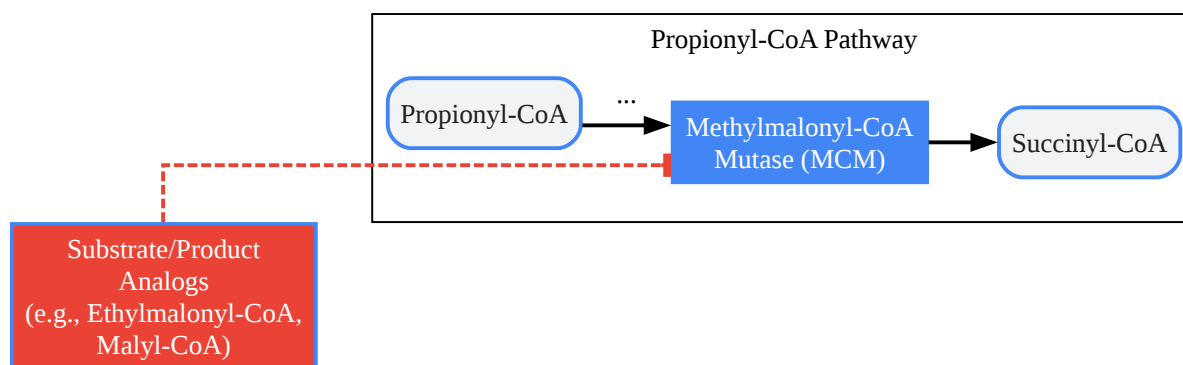 Propionyl-CoA Pathway
...
Propionyl-CoA
Methylmalonyl-CoA
Mutase (MCM)
Succinyl-CoA
Substrate/Product
Analogs
(e.g., Ethylmalonyl-CoA,
Malyl-CoA)